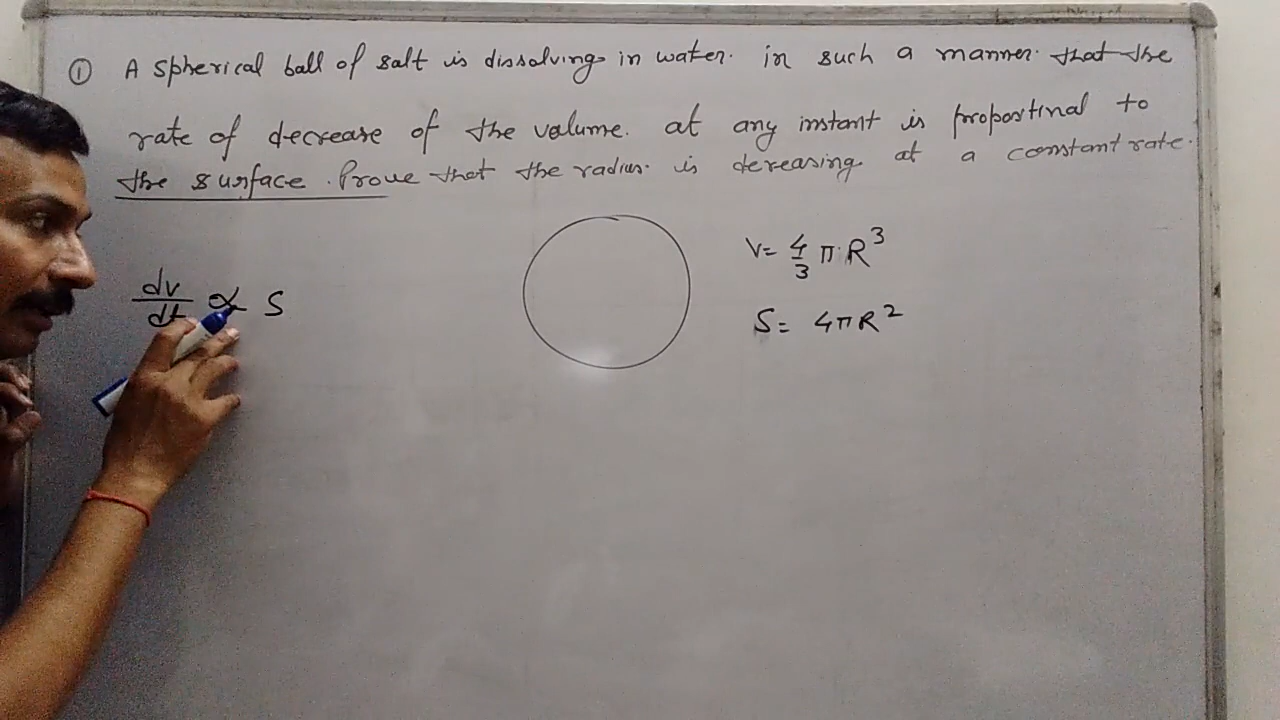 ① A spherical ball of salt is dissolving in water. in such a manner. that the
rate of decrease of the volume. at any instant is propostinal to
the surface. Prove that the radius. is dereasing at a constant rate.
dv/dt ∝ S
V= 4/3 π R³
S= 4πR²